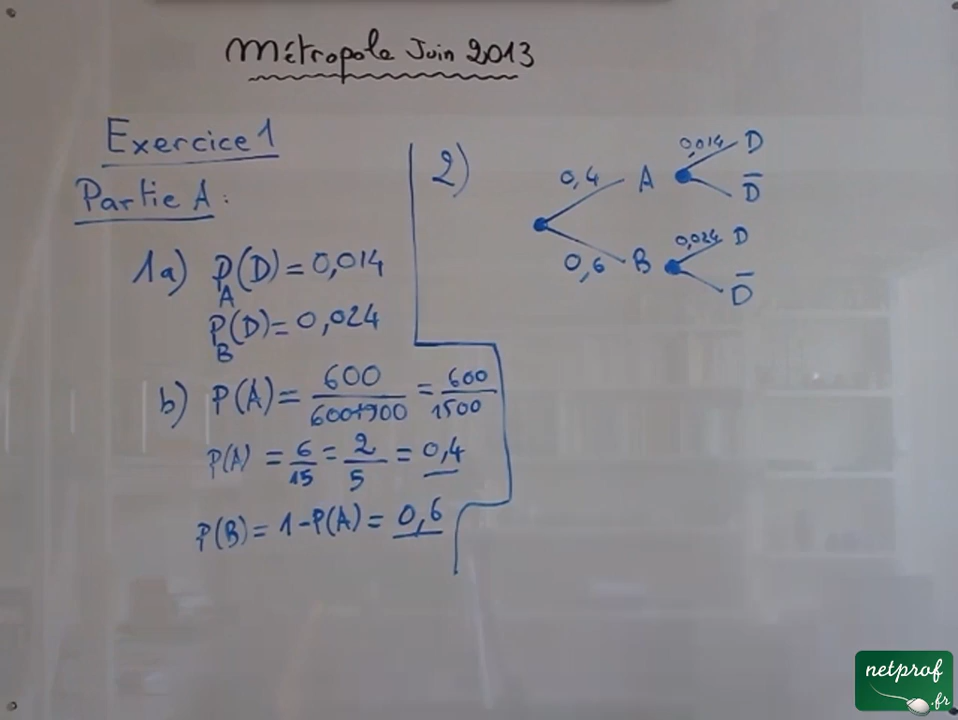 Métropole Juin 2013
Exercice 1
Partie A :
1a) P_A(D) = 0,014
P_B(D) = 0,024
b) P(A) = 600/(600+900) = 600/1500
P(A) = 6/15 = 2/5 = 0,4
P(B) = 1 - P(A) = 0,6
2)
0,4 A 0,014 D
D̅
0,6 B 0,024 D
D̅
netprof
.fr